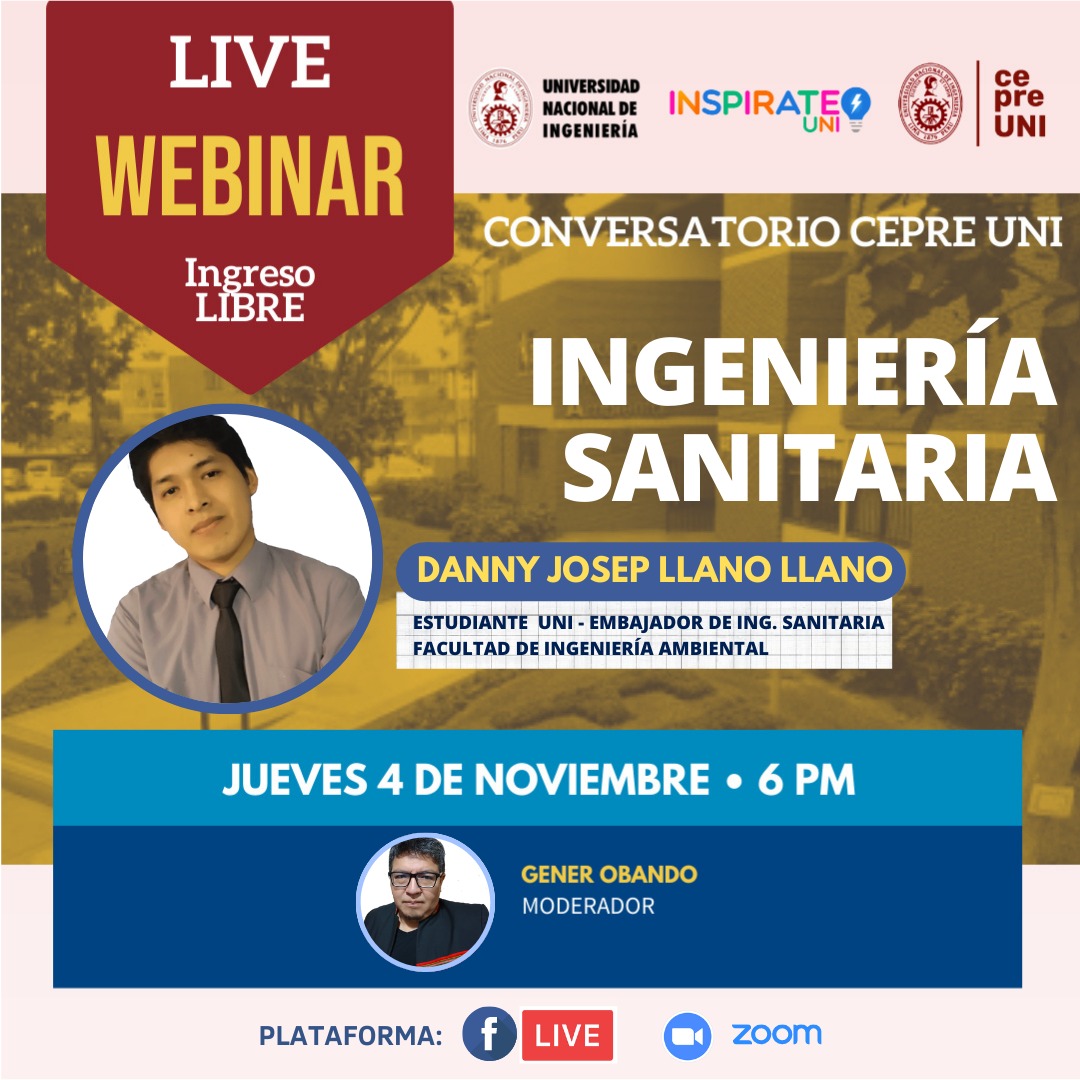 LIVE
WEBINAR
Ingreso
LIBRE
UNIVERSIDAD
NACIONAL DE
INGENIERÍA
INSPIRATE
UNI
ce
pre
UNI
CONVERSATORIO CEPRE UNI
INGENIERÍA
SANITARIA
DANNY JOSEP LLANO LLANO
ESTUDIANTE UNI - EMBAJADOR DE ING. SANITARIA
FACULTAD DE INGENIERÍA AMBIENTAL
JUEVES 4 DE NOVIEMBRE • 6 PM
GENER OBANDO
MODERADOR
PLATAFORMA:
f
LIVE
zoom